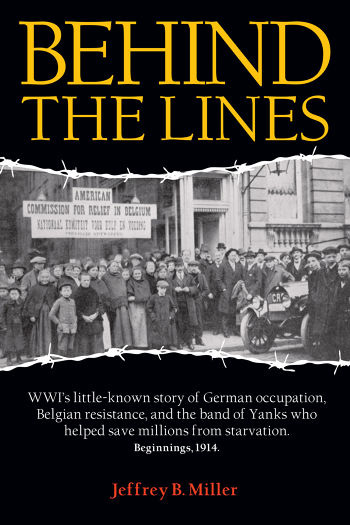 BEHIND
THE LINES
AMERICAN
COMMISSION FOR RELIEF IN BELGIUM
NATIONAAL KOMITEIT VOOR HULP EN VOEDING
CRB
WWI's little-known story of German occupation,
Belgian resistance, and the band of Yanks who
helped save millions from starvation.
Beginnings, 1914.
Jeffrey B. Miller